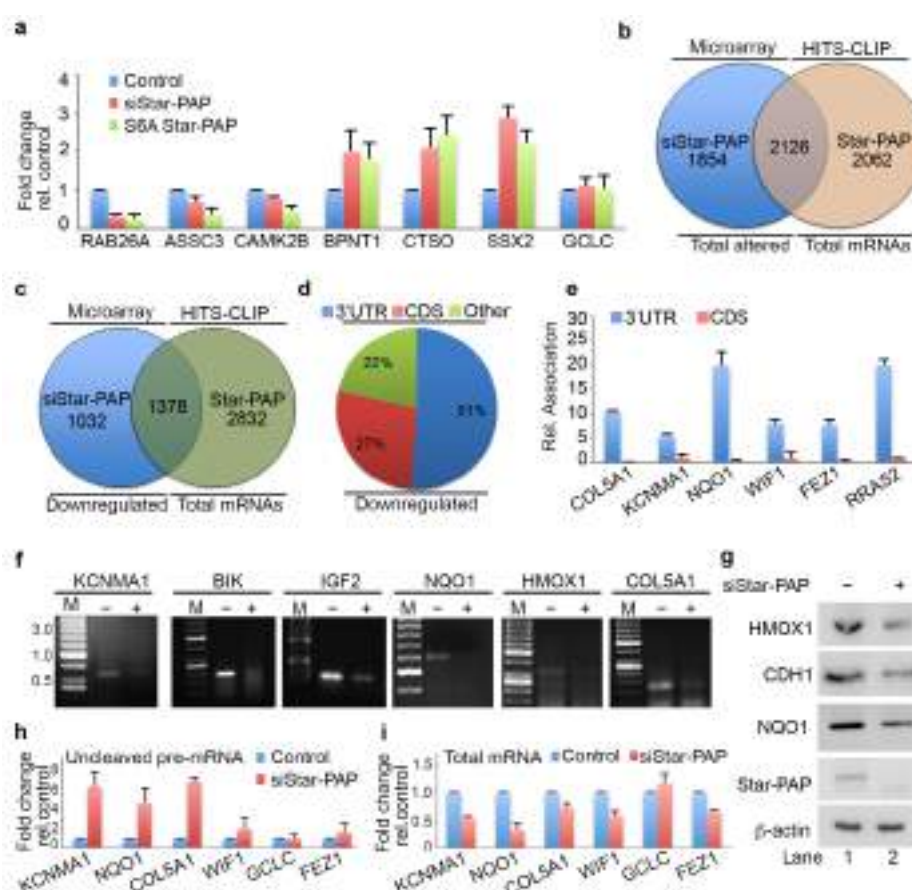 a
Fold change
rel. control
4
3
2
1
0
Control
siStar-PAP
S6A Star-PAP
RAB26A ASSC3 CAMK2B BPNT1 CTSO SSX2 GCLC
b
Microarray HITS-CLIP
siStar-PAP
1854
2126
Star-PAP
2062
Total altered Total mRNAs
c
Microarray HITS-CLIP
siStar-PAP
1032
1378
Star-PAP
2832
Downregulated Total mRNAs
d
3'UTR CDS Other
22%
51%
27%
Downregulated
e
3'UTR CDS
Rel. Association
30
25
20
15
10
5
0
COL5A1 KCNMA1 NQO1 WIF1 FEZ1 RRAS2
f
KCNMA1 BIK IGF2 NQO1 HMOX1 COL5A1
M – + M – + M – + M – + M – + M – +
3.0
1.0
0.5
g
siStar-PAP – +
HMOX1
CDH1
NQO1
Star-PAP
β-actin
Lane 1 2
h
Uncleaved pre-mRNA
Control
siStar-PAP
Fold change
rel. control
KCNMA1 NQO1 COL5A1 WIF1 GCLC FEZ1
i
Total mRNA
Control siStar-PAP
Fold change
rel.control
1.5
1.0
0.5
0
KCNMA1 NQO1 COL5A1 WIF1 GCLC FEZ1